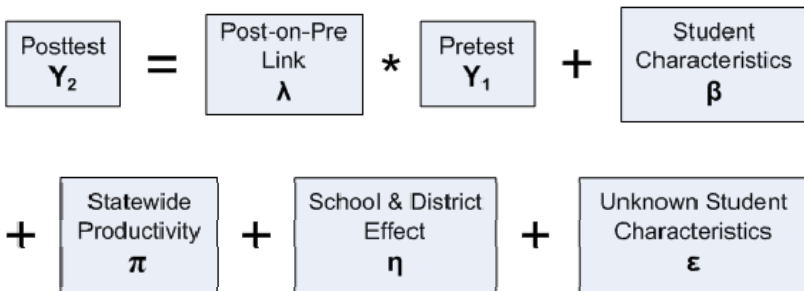 Posttest
Y₂
=
Post-on-Pre
Link
λ
*
Pretest
Y₁
+
Student
Characteristics
β
+
Statewide
Productivity
π
+
School & District
Effect
η
+
Unknown Student
Characteristics
ε